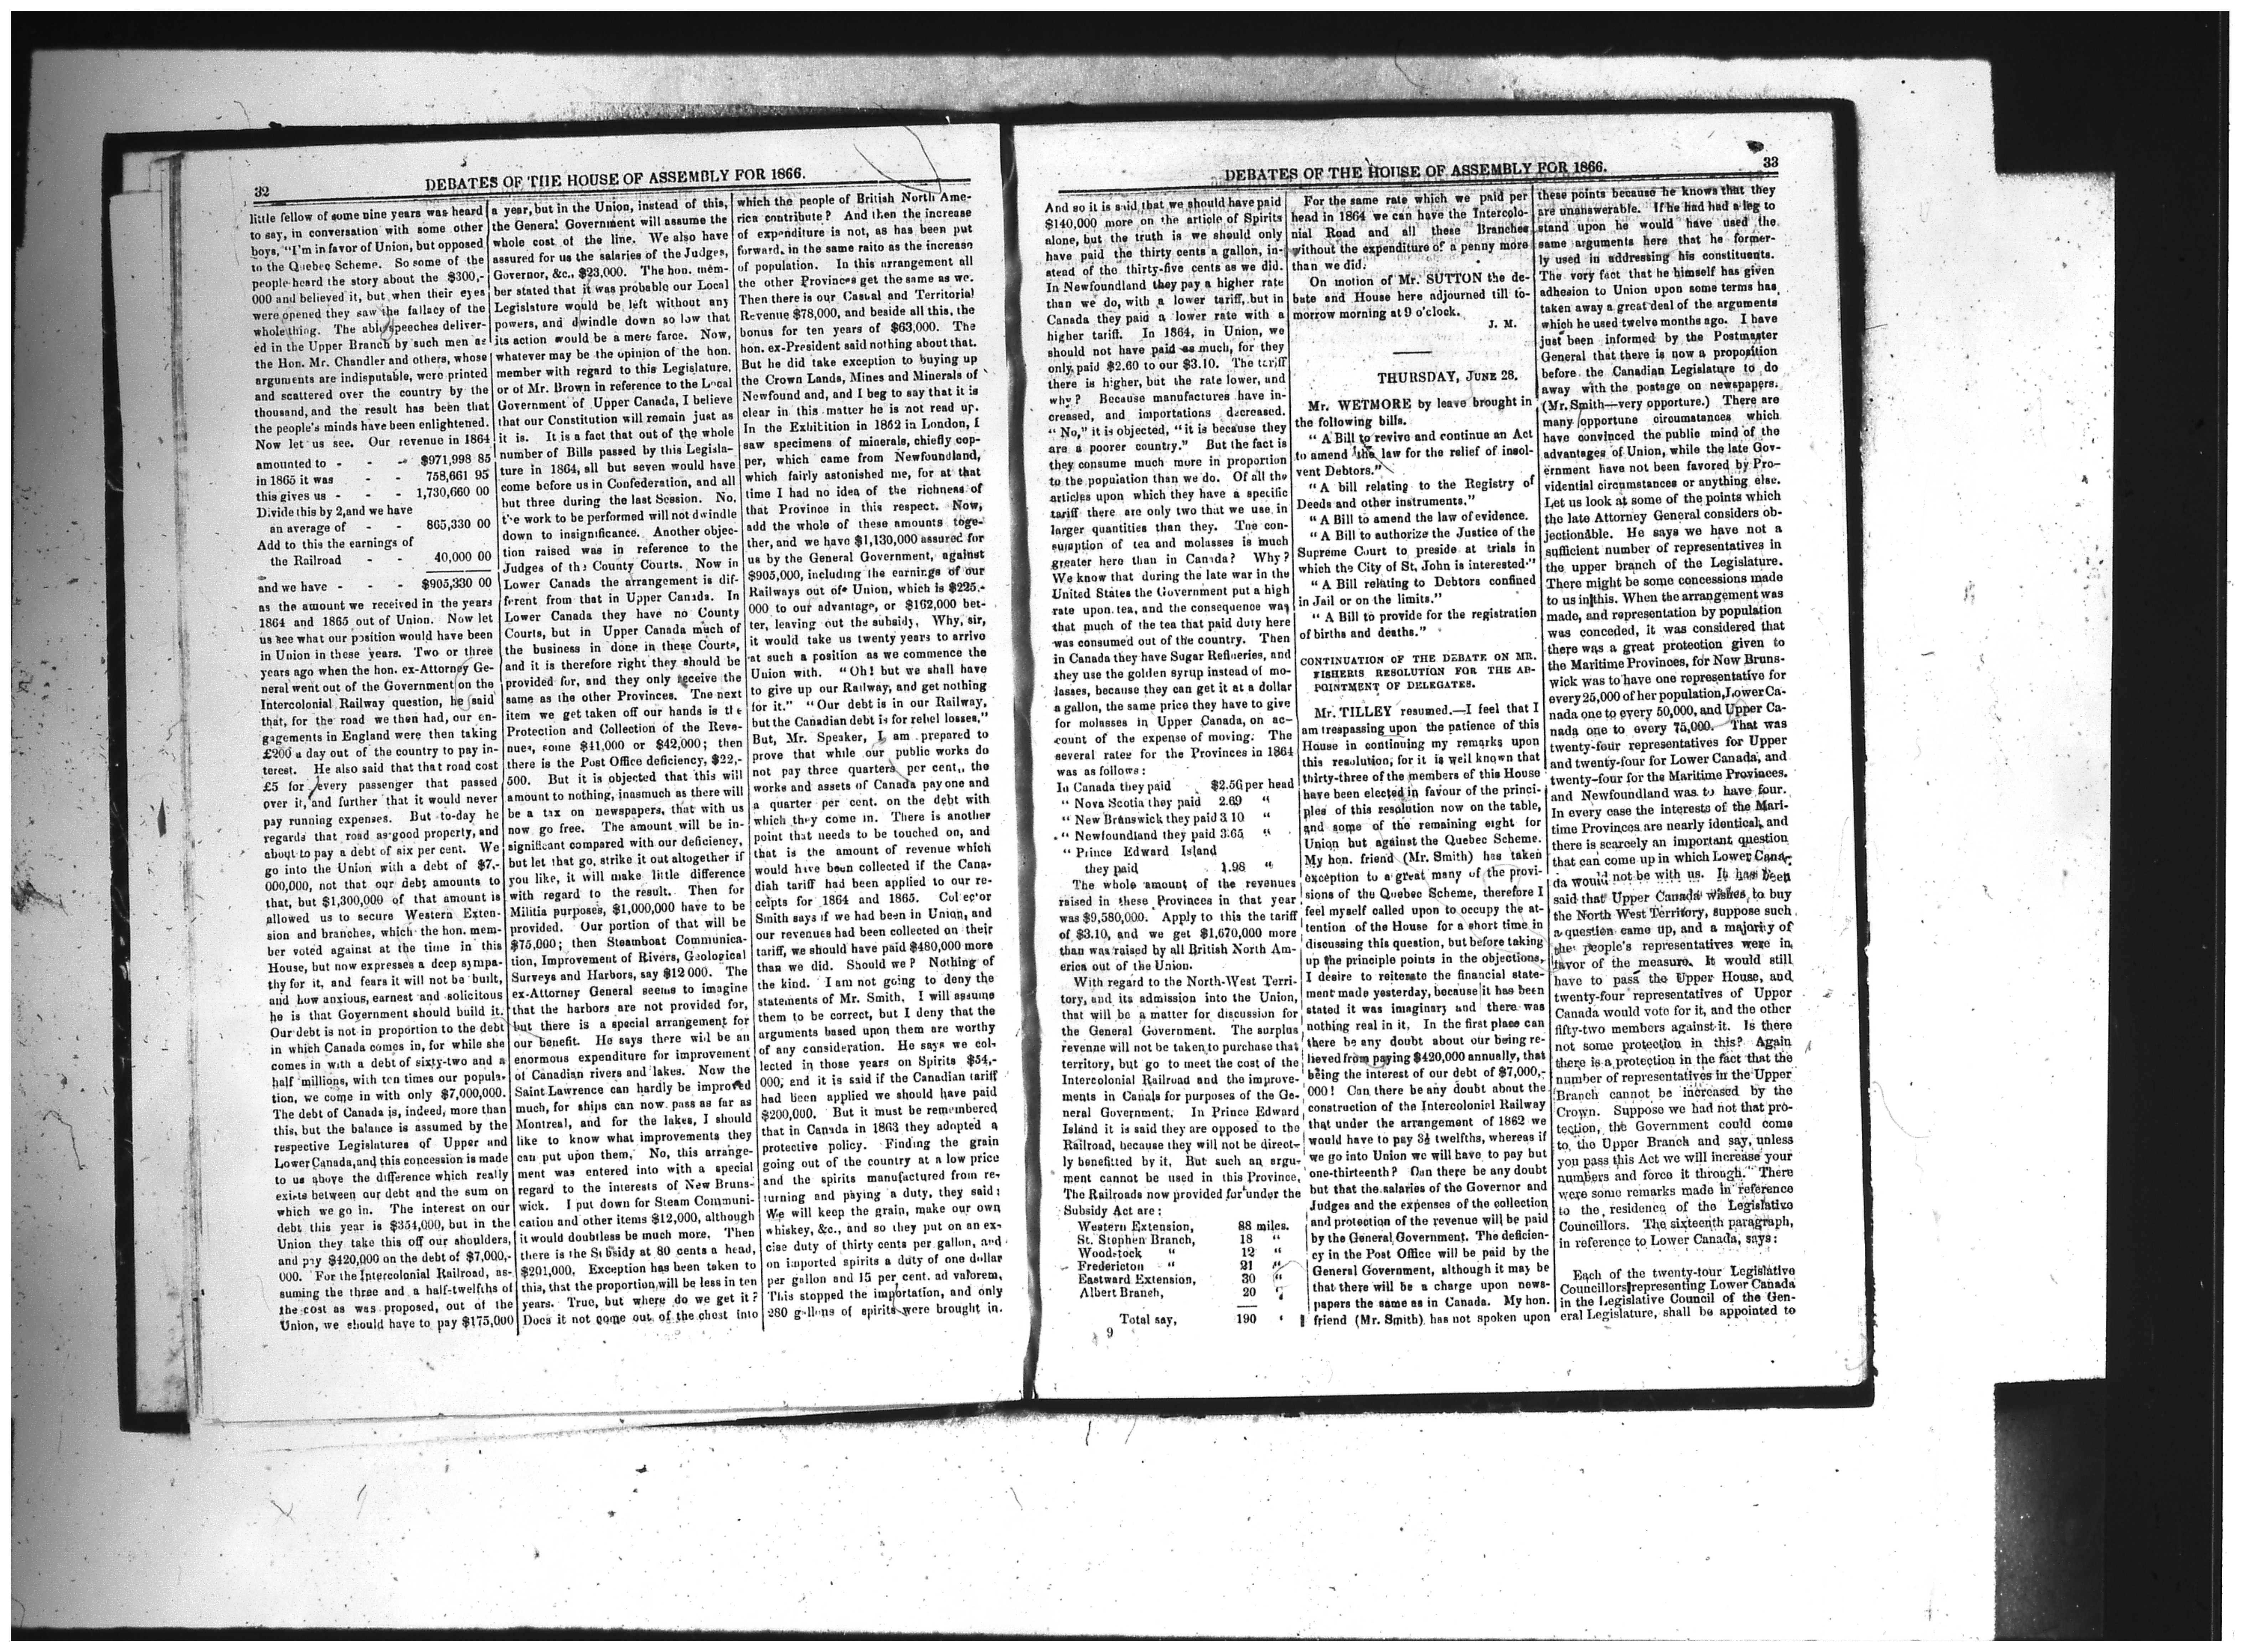 32
DEBATES OF THE HOUSE OF ASSEMBLY FOR 1866.
little fellow of some nine years was heard
to say, in conversation with some other
boys, "I'm in favor of Union, but opposed
to the Quebec Scheme. So some of the
people heard the story about the $300,-
000 and believed it, but when their eyes
were opened they saw the fallacy of the
whole thing. The able speeches deliver-
ed in the Upper Branch by such men as
the Hon. Mr. Chandler and others, whose
arguments are indisputable, were printed
and scattered over the country by the
thousand, and the result has been that
the people's minds have been enlightened.
Now let us see. Our revenue in 1864
amounted to - - - $971,998 85
in 1865 it was - - 758,661 95
this gives us - - - 1,730,660 00
Divide this by 2, and we have
an average of - - 865,330 00
Add to this the earnings of
the Railroad - - 40,000 00
and we have - - - $905,330 00
as the amount we received in the years
1864 and 1865 out of Union. Now let
us see what our position would have been
in Union in these years. Two or three
years ago when the hon. ex-Attorney Ge-
neral went out of the Government on the
Intercolonial Railway question, he said
that, for the road we then had, our en-
gagements in England were then taking
£200 a day out of the country to pay in-
terest. He also said that that road cost
£5 for every passenger that passed
over it, and further that it would never
pay running expenses. But to-day he
regards that road as good property, and
about to pay a debt of six per cent. We
go into the Union with a debt of $7,-
000,000, not that our debt amounts to
that, but $1,300,000 of that amount is
allowed us to secure Western Exten-
sion and branches, which the hon. mem-
ber voted against at the time in this
House, but now expresses a deep sympa-
thy for it, and fears it will not be built,
and how anxious, earnest and solicitous
he is that Government should build it.
Our debt is not in proportion to the debt
in which Canada comes in, for while she
comes in with a debt of sixty-two and a
half millions, with ten times our popula-
tion, we come in with only $7,000,000.
The debt of Canada is, indeed, more than
this, but the balance is assumed by the
respective Legislatures of Upper and
Lower Canada, and this concession is made
to us above the difference which really
exists between our debt and the sum on
which we go in. The interest on our
debt this year is $354,000, but in the
Union they take this off our shoulders,
and pay $420,000 on the debt of $7,000,-
000. For the Intercolonial Railroad, as-
suming the three and a half-twelfths of
the cost as was proposed, out of the
Union, we should have to pay $175,000
a year, but in the Union, instead of this,
the General Government will assume the
whole cost of the line. We also have
assured for us the salaries of the Judges,
Governor, &c., $23,000. The hon. mem-
ber stated that it was probable our Local
Legislature would be left without any
powers, and dwindle down so low that
its action would be a mere farce. Now,
whatever may be the opinion of the hon.
member with regard to this Legislature,
or of Mr. Brown in reference to the Local
Government of Upper Canada, I believe
that our Constitution will remain just as
it is. It is a fact that out of the whole
number of Bills passed by this Legisla-
ture in 1864, all but seven would have
come before us in Confederation, and all
but three during the last Session. No,
the work to be performed will not dwindle
down to insignificance. Another objec-
tion raised was in reference to the
Judges of the County Courts. Now in
Lower Canada the arrangement is dif-
ferent from that in Upper Canada. In
Lower Canada they have no County
Courts, but in Upper Canada much of
the business in done in these Courts,
and it is therefore right they should be
provided for, and they only receive the
same as the other Provinces. The next
item we get taken off our hands is the
Protection and Collection of the Reve-
nues, some $41,000 or $42,000; then
there is the Post Office deficiency, $22,-
500. But it is objected that this will
amount to nothing, inasmuch as there will
be a tax on newspapers, that with us
now go free. The amount will be in-
significant compared with our deficiency,
but let that go, strike it out altogether if
you like, it will make little difference
with regard to the result. Then for
Militia purposes, $1,000,000 have to be
provided. Our portion of that will be
$75,000; then Steamboat Communica-
tion, Improvement of Rivers, Geological
Surveys and Harbors, say $12 000. The
ex-Attorney General seems to imagine
that the harbors are not provided for,
but there is a special arrangement for
our benefit. He says there will be an
enormous expenditure for improvement
of Canadian rivers and lakes. Now the
Saint Lawrence can hardly be improved
much, for ships can now pass as far as
Montreal, and for the lakes, I should
like to know what improvements they
can put upon them. No, this arrange-
ment was entered into with a special
regard to the interests of New Bruns-
wick. I put down for Steam Communi-
cation and other items $12,000, although
it would doubtless be much more. Then
there is the Subsidy at 80 cents a head,
$201,000. Exception has been taken to
this, that the proportion will be less in ten
years. True, but where do we get it?
Does it not come out of the chest into
which the people of British North Ame-
rica contribute? And then the increase
of expenditure is not, as has been put
forward, in the same raito as the increase
of population. In this arrangement all
the other Provinces get the same as we.
Then there is our Casual and Territorial
Revenue $78,000, and beside all this, the
bonus for ten years of $63,000. The
hon. ex-President said nothing about that.
But he did take exception to buying up
the Crown Lands, Mines and Minerals of
Newfound and, and I beg to say that it is
clear in this matter he is not read up.
In the Exhibition in 1862 in London, I
saw specimens of minerals, chiefly cop-
per, which came from Newfoundland,
which fairly astonished me, for at that
time I had no idea of the richness of
that Province in this respect. Now,
add the whole of these amounts toge-
ther, and we have $1,130,000 assured for
us by the General Government, against
$905,000, including the earnings of our
Railways out of Union, which is $225,-
000 to our advantage, or $162,000 bet-
ter, leaving out the subsidy. Why, sir,
it would take us twenty years to arrive
at such a position as we commence the
Union with. "Oh! but we shall have
to give up our Railway, and get nothing
for it." "Our debt is in our Railway,
but the Canadian debt is for rebel losses."
But, Mr. Speaker, I am prepared to
prove that while our public works do
not pay three quarters per cent., the
works and assets of Canada pay one and
a quarter per cent. on the debt with
which they come in. There is another
point that needs to be touched on, and
that is the amount of revenue which
would have been collected if the Cana-
diah tariff had been applied to our re-
ceipts for 1864 and 1865. Collector
Smith says if we had been in Union, and
our revenues had been collected on their
tariff, we should have paid $480,000 more
than we did. Should we? Nothing of
the kind. I am not going to deny the
statements of Mr. Smith, I will assume
them to be correct, but I deny that the
arguments based upon them are worthy
of any consideration. He says we col-
lected in those years on Spirits $54,-
000; and it is said if the Canadian tariff
had been applied we should have paid
$200,000. But it must be remembered
that in Canada in 1863 they adopted a
protective policy. Finding the grain
going out of the country at a low price
and the spirits manufactured from re-
turning and paying a duty, they said:
We will keep the grain, make our own
whiskey, &c., and so they put on an ex-
cise duty of thirty cents per gallon, and
on imported spirits a duty of one dollar
per gallon and 15 per cent. ad valorem.
This stopped the importation, and only
280 gallons of spirits were brought in.
DEBATES OF THE HOUSE OF ASSEMBLY FOR 1866.
33
And so it is said that we should have paid
$140,000 more on the article of Spirits
alone, but the truth is we should only
have paid the thirty cents a gallon, in-
stead of the thirty-five cents as we did.
In Newfoundland they pay a higher rate
than we do, with a lower tariff, but in
Canada they paid a lower rate with a
higher tariff. In 1864, in Union, we
should not have paid as much, for they
only paid $2.60 to our $3.10. The tariff
there is higher, but the rate lower, and
why? Because manufactures have in-
creased, and importations decreased.
"No," it is objected, "it is because they
are a poorer country." But the fact is
they consume much more in proportion
to the population than we do. Of all the
articles upon which they have a specific
tariff there are only two that we use in
larger quantities than they. The con-
sumption of tea and molasses is much
greater here than in Canada? Why?
We know that during the late war in the
United States the Government put a high
rate upon tea, and the consequence was
that much of the tea that paid duty here
was consumed out of the country. Then
in Canada they have Sugar Refineries, and
they use the golden syrup instead of mo-
lasses, because they can get it at a dollar
a gallon, the same price they have to give
for molasses in Upper Canada, on ac-
count of the expense of moving. The
several rates for the Provinces in 1864
was as follows:
In Canada they paid $2.56 per head
" Nova Scotia they paid 2.69 "
" New Brunswick they paid 3 10 "
" Newfoundland they paid 3.65 "
" Prince Edward Island
they paid 1.98 "
The whole amount of the revenues
raised in these Provinces in that year
was $9,580,000. Apply to this the tariff
of $3.10, and we get $1,670,000 more
than was raised by all British North Am-
erica out of the Union.
With regard to the North-West Terri-
tory, and its admission into the Union,
that will be a matter for discussion for
the General Government. The surplus
revenne will not be taken to purchase that
territory, but go to meet the cost of the
Intercolonial Railroad and the improve-
ments in Canals for purposes of the Ge-
neral Government. In Prince Edward
Island it is said they are opposed to the
Railroad, because they will not be direct-
ly benefitted by it. But such an argu-
ment cannot be used in this Province.
The Railroads now provided for under the
Subsidy Act are:
Western Extension, 88 miles.
St. Stephen Branch, 18 "
Woodstock " 12 "
Fredericton " 21 "
Eastward Extension, 30 "
Albert Branch, 20 "
Total say, 190 "
9
For the same rate which we paid per
head in 1864 we can have the Intercolo-
nial Road and all these Branches
without the expenditure of a penny more
than we did.
On motion of Mr. SUTTON the de-
bate and House here adjourned till to-
morrow morning at 9 o'clock.
J. M.
THURSDAY, JUNE 28.
Mr. WETMORE by leave brought in
the following bills.
"A Bill to revive and continue an Act
to amend the law for the relief of insol-
vent Debtors."
"A bill relating to the Registry of
Deeds and other instruments."
"A Bill to amend the law of evidence.
"A Bill to authorize the Justice of the
Supreme Court to preside at trials in
which the City of St. John is interested."
"A Bill relating to Debtors confined
in Jail or on the limits."
"A Bill to provide for the registration
of births and deaths."
CONTINUATION OF THE DEBATE ON MR.
FISHERIS RESOLUTION FOR THE AP-
POINTMENT OF DELEGATES.
Mr. TILLEY resumed.—I feel that I
am trespassing upon the patience of this
House in continuing my remarks upon
this resolution; for it is well known that
thirty-three of the members of this House
have been elected in favour of the princi-
ples of this resolution now on the table,
and some of the remaining eight for
Union but against the Quebec Scheme.
My hon. friend (Mr. Smith) has taken
exception to a great many of the provi-
sions of the Quebec Scheme, therefore I
feel myself called upon to occupy the at-
tention of the House for a short time in
discussing this question, but before taking
up the principle points in the objections,
I desire to reiterate the financial state-
ment made yesterday, because it has been
stated it was imaginary and there was
nothing real in it. In the first place can
there be any doubt about our being re-
lieved from paying $420,000 annually, that
being the interest of our debt of $7,000,-
000! Can there be any doubt about the
construction of the Intercoloniel Railway
that under the arrangement of 1862 we
would have to pay 3½ twelfths, whereas if
we go into Union we will have to pay but
one-thirteenth? Can there be any doubt
but that the salaries of the Governor and
Judges and the expenses of the collection
and protection of the revenue will be paid
by the General Government. The deficien-
cy in the Post Office will be paid by the
General Government, although it may be
that there will be a charge upon news-
papers the same as in Canada. My hon.
friend (Mr. Smith) has not spoken upon
these points because he knows that they
are unanswerable. If he had had a leg to
stand upon he would have used the
same arguments here that he former-
ly used in addressing his constituents.
The very fact that he himself has given
adhesion to Union upon some terms has
taken away a great deal of the arguments
which he used twelve months ago. I have
just been informed by the Postmaster
General that there is now a proposition
before the Canadian Legislature to do
away with the postage on newspapers.
(Mr. Smith—very opporture.) There are
many opportune circumstances which
have convinced the public mind of the
advantages of Union, while the late Gov-
ernment have not been favored by Pro-
vidential circumstances or anything else.
Let us look at some of the points which
the late Attorney General considers ob-
jectionable. He says we have not a
sufficient number of representatives in
the upper branch of the Legislature.
There might be some concessions made
to us in this. When the arrangement was
made, and representation by population
was conceded, it was considered that
there was a great protection given to
the Maritime Provinces, for New Bruns-
wick was to have one representative for
every 25,000 of her population, Lower Ca-
nada one to every 50,000, and Upper Ca-
nada one to every 75,000. That was
twenty-four representatives for Upper
and twenty-four for Lower Canada, and
twenty-four for the Maritime Provinces,
and Newfoundland was to have four.
In every case the interests of the Mari-
time Provinces are nearly identical, and
there is scarcely an important question
that can come up in which Lower Cana-
da would not be with us. It has been
said that Upper Canada wishes to buy
the North West Territory, suppose such
a question came up, and a majority of
the people's representatives were in
favor of the measure. It would still
have to pass the Upper House, and
twenty-four representatives of Upper
Canada would vote for it, and the other
fifty-two members against it. Is there
not some protection in this? Again
there is a protection in the fact that the
number of representatives in the Upper
Branch cannot be increased by the
Crown. Suppose we had not that pro-
tection, the Government could come
to the Upper Branch and say, unless
you pass this Act we will increase your
numbers and force it through." There
were some remarks made in reference
to the residence of the Legislative
Councillors. The sixteenth paragraph,
in reference to Lower Canada, says:
Each of the twenty-tour Legislative
Councillors representing Lower Canada
in the Legislative Council of the Gen-
eral Legislature, shall be appointed to